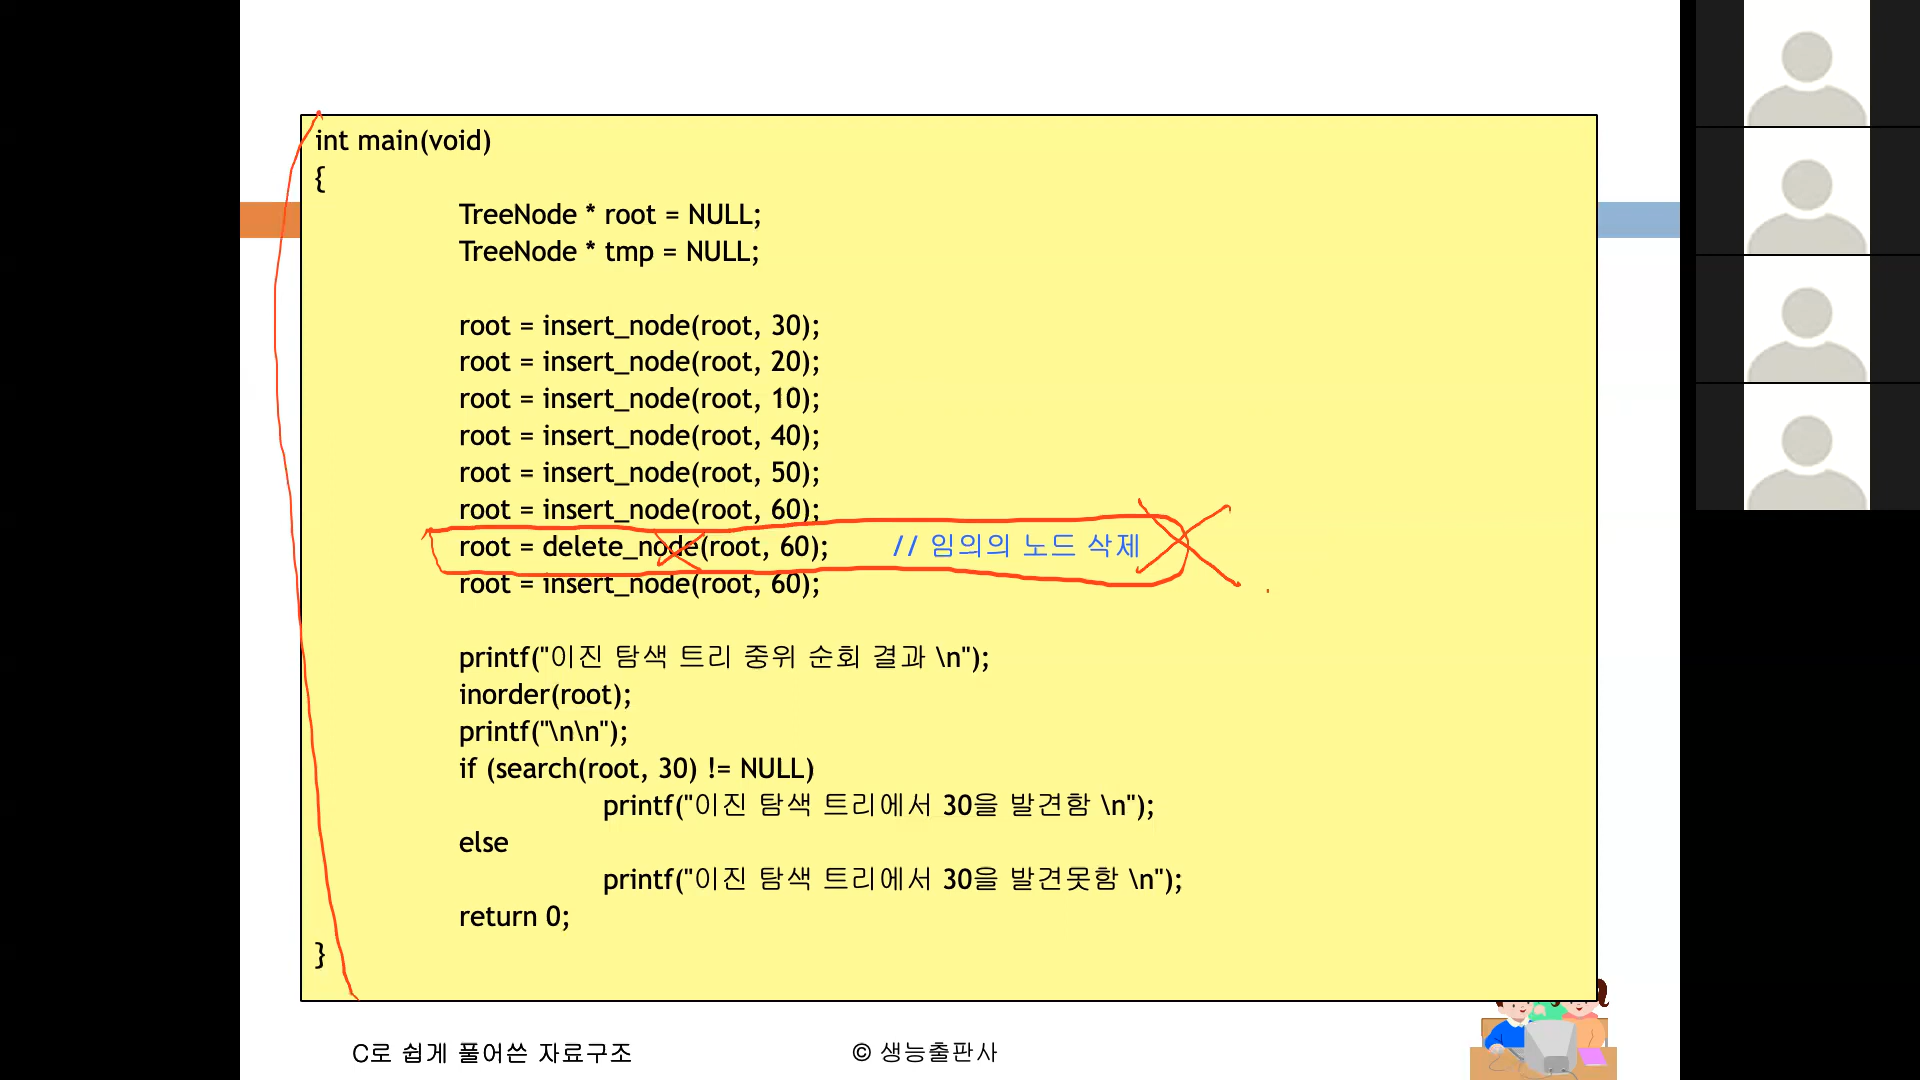 int main(void)
{
TreeNode * root = NULL;
TreeNode * tmp = NULL;
root = insert_node(root, 30);
root = insert_node(root, 20);
root = insert_node(root, 10);
root = insert_node(root, 40);
root = insert_node(root, 50);
root = insert_node(root, 60);
root = delete_node(root, 60); // 임의의 노드 삭제
root = insert_node(root, 60);
printf("이진 탐색 트리 중위 순회 결과 \n");
inorder(root);
printf("\n\n");
if (search(root, 30) != NULL)
printf("이진 탐색 트리에서 30을 발견함 \n");
else
printf("이진 탐색 트리에서 30을 발견못함 \n");
return 0;
}
C로 쉽게 풀어쓴 자료구조 © 생능출판사